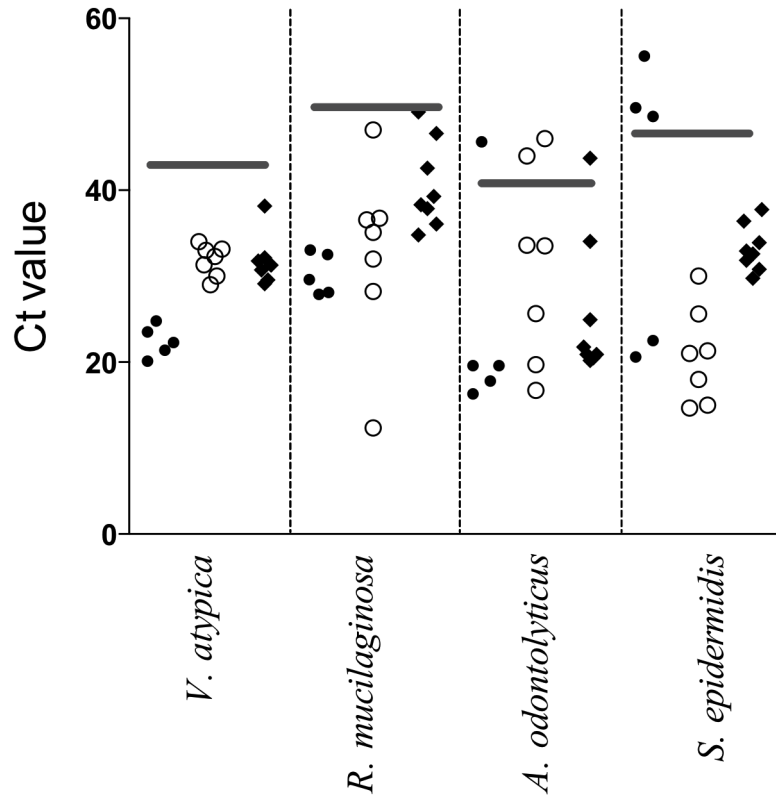 60
40
20
0
Ct value
V. atypica
R. mucilaginosa
A. odontolyticus
S. epidermidis